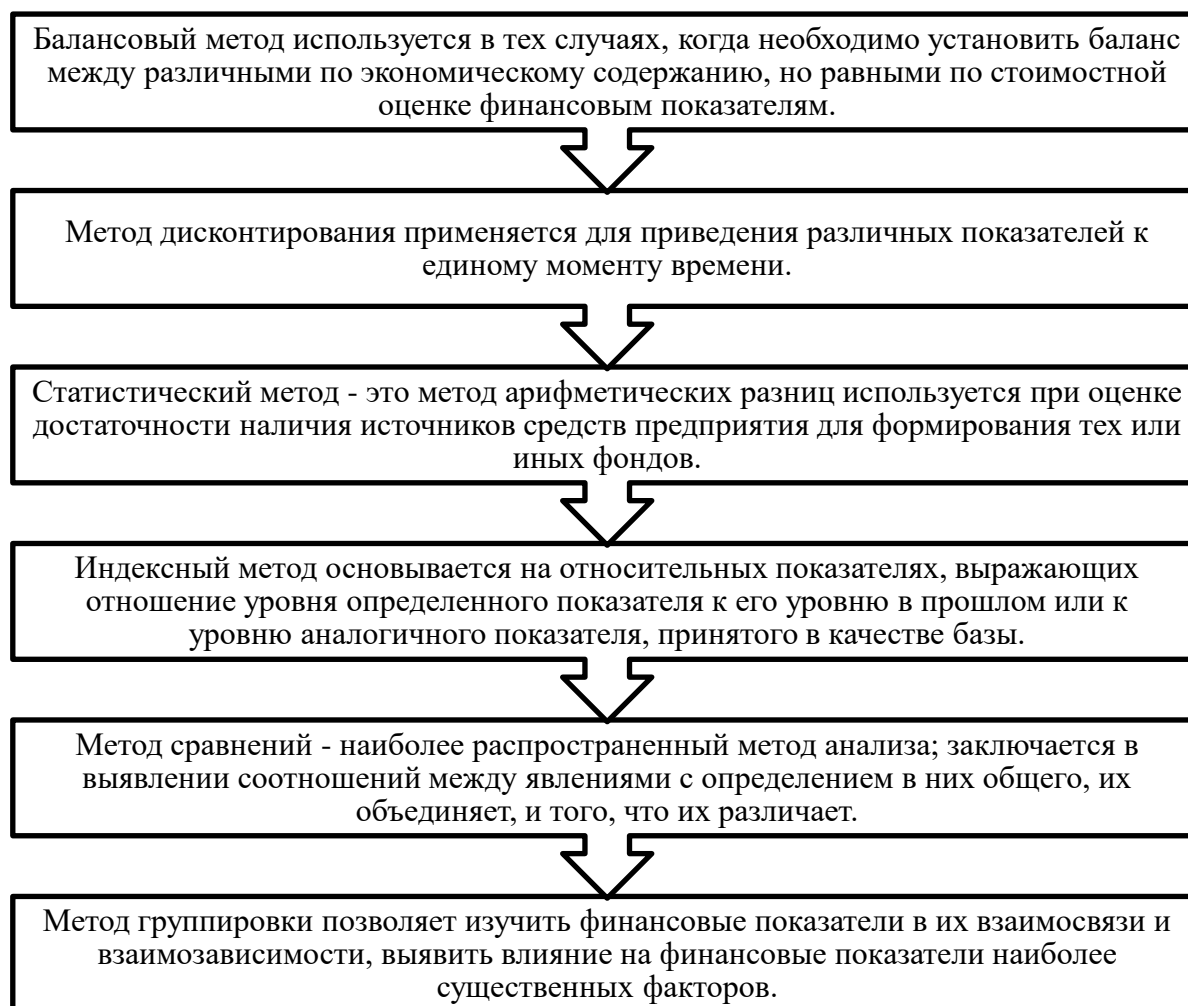 Балансовый метод используется в тех случаях, когда необходимо установить баланс
между различными по экономическому содержанию, но равными по стоимостной
оценке финансовым показателям.
Метод дисконтирования применяется для приведения различных показателей к
единому моменту времени.
Статистический метод - это метод арифметических разниц используется при оценке
достаточности наличия источников средств предприятия для формирования тех или
иных фондов.
Индексный метод основывается на относительных показателях, выражающих
отношение уровня определенного показателя к его уровню в прошлом или к
уровню аналогичного показателя, принятого в качестве базы.
Метод сравнений - наиболее распространенный метод анализа; заключается в
выявлении соотношений между явлениями с определением в них общего, их
объединяет, и того, что их различает.
Метод группировки позволяет изучить финансовые показатели в их взаимосвязи и
взаимозависимости, выявить влияние на финансовые показатели наиболее
существенных факторов.